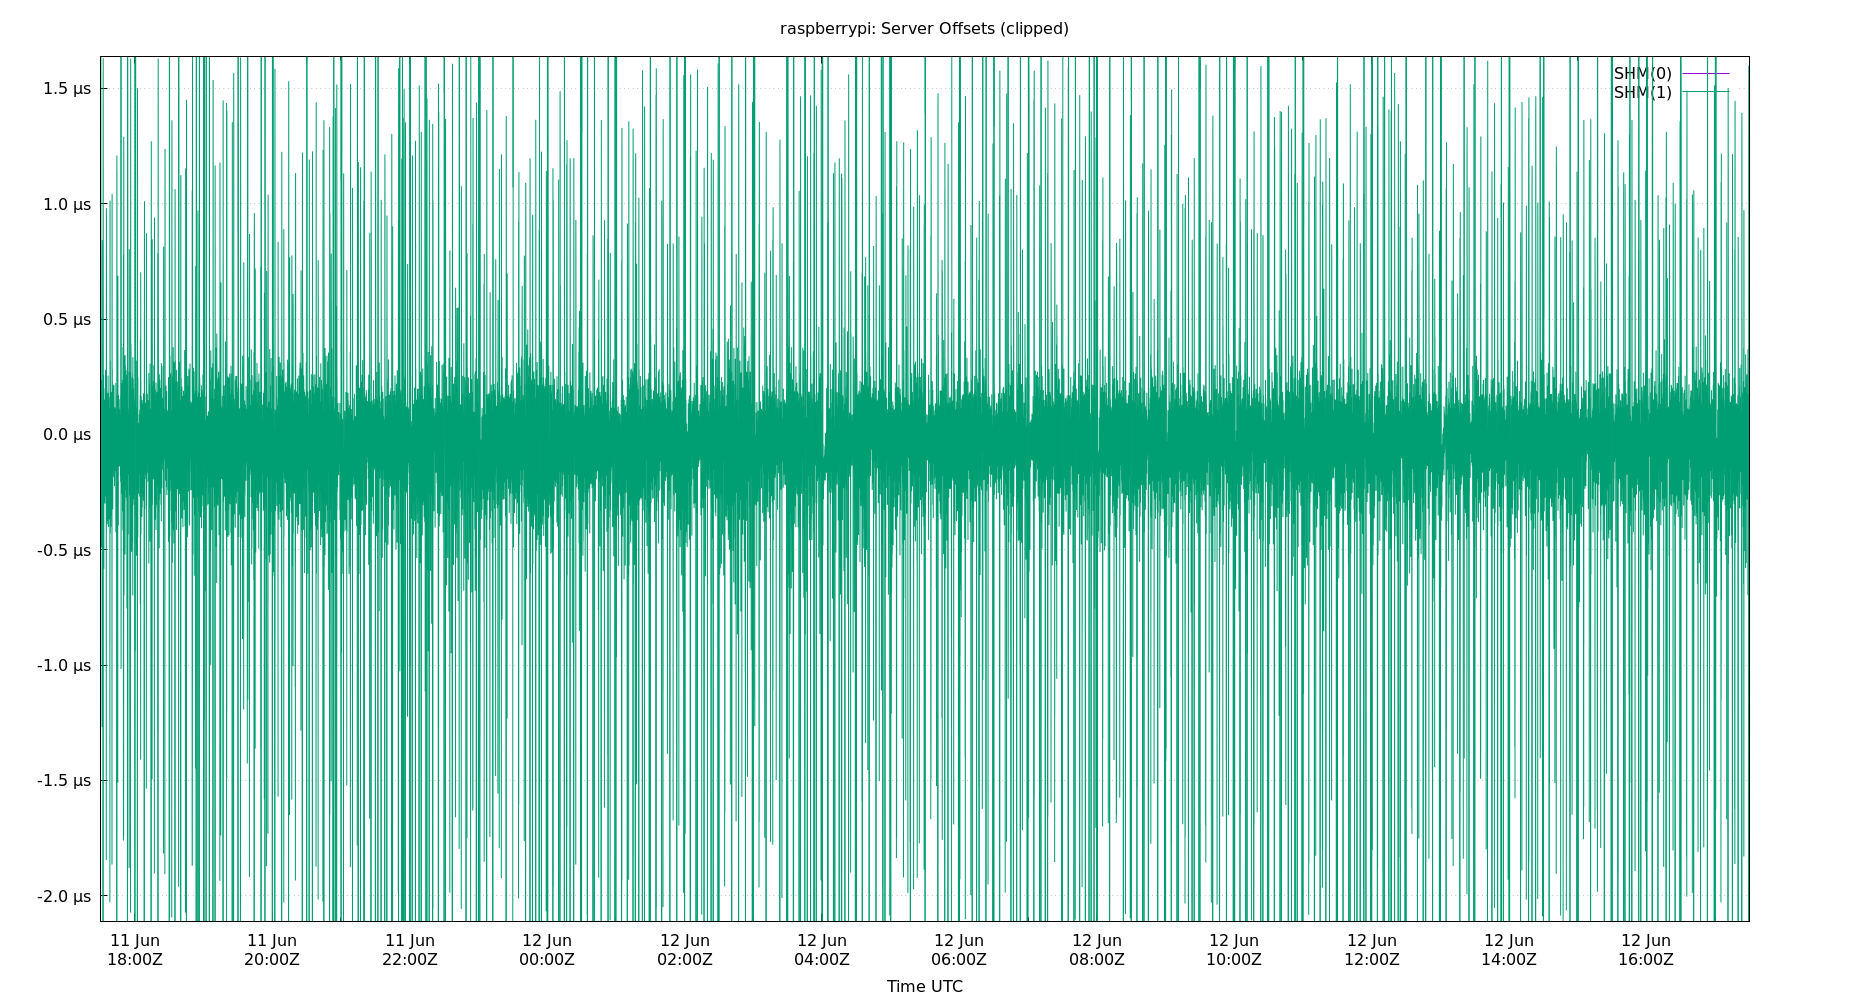 raspberrypi: Server Offsets (clipped)
SHM(0)
SHM(1)
1.5 µs
1.0 µs
0.5 µs
0.0 µs
-0.5 µs
-1.0 µs
-1.5 µs
-2.0 µs
11 Jun 11 Jun 11 Jun 12 Jun 12 Jun 12 Jun 12 Jun 12 Jun 12 Jun 12 Jun 12 Jun 12 Jun
18:00Z 20:00Z 22:00Z 00:00Z 02:00Z 04:00Z 06:00Z 08:00Z 10:00Z 12:00Z 14:00Z 16:00Z
Time UTC